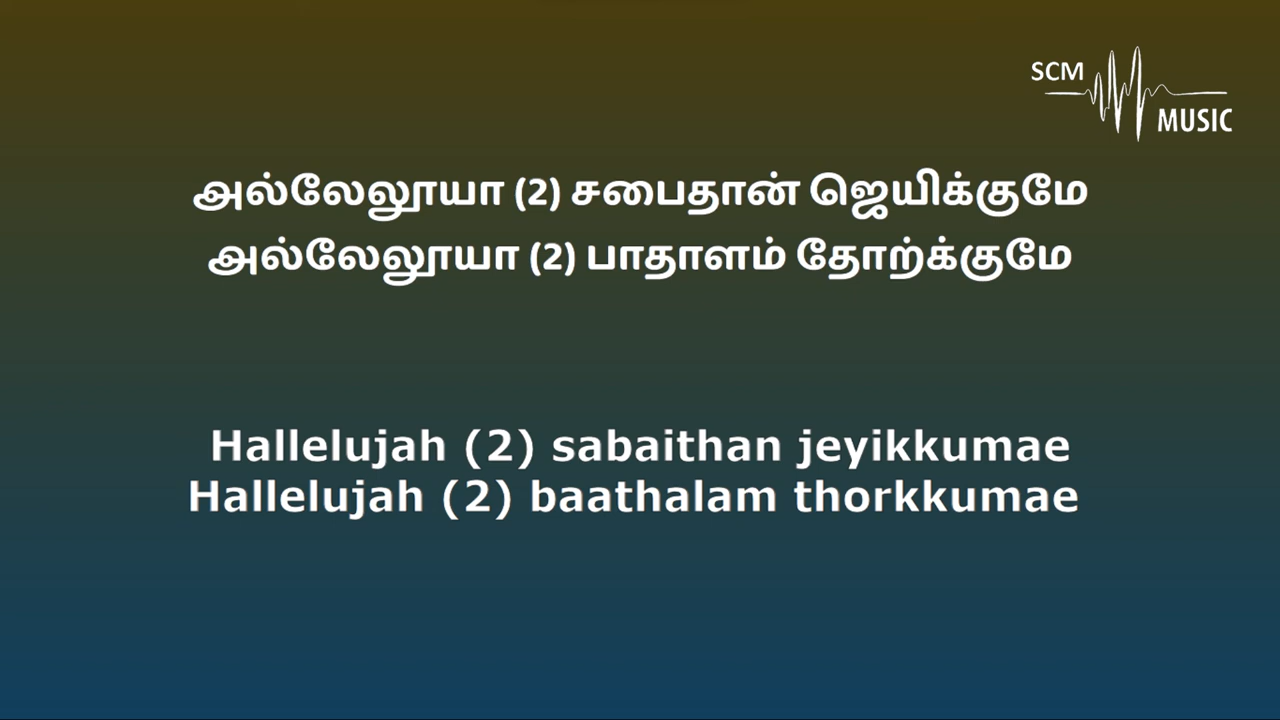 SCM
MUSIC
அல்லேலூயா (2) சபைதான் ஜெயிக்குமே
அல்லேலூயா (2) பாதாளம் தோற்க்குமே
Hallelujah (2) sabaithan jeyikkumae
Hallelujah (2) baathalam thorkkumae